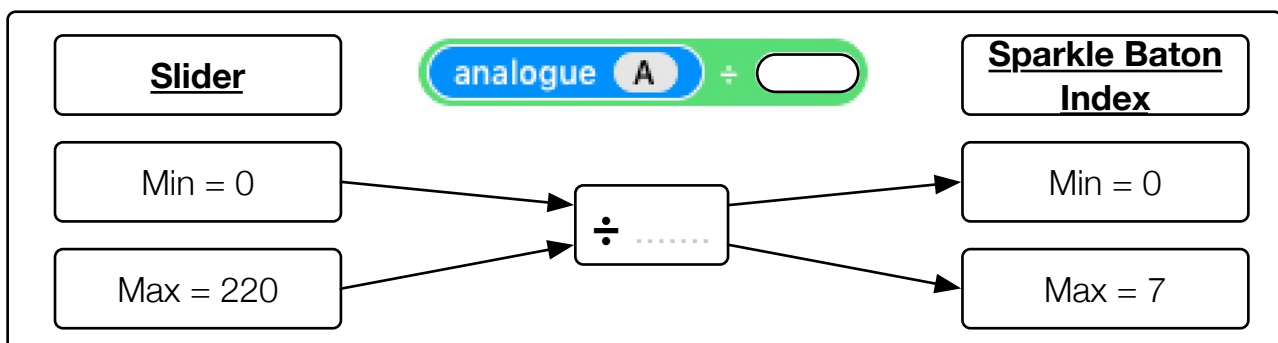 Slider
analogue A ÷
Sparkle Baton
Index
Min = 0
Min = 0
÷ .......
Max = 220
Max = 7